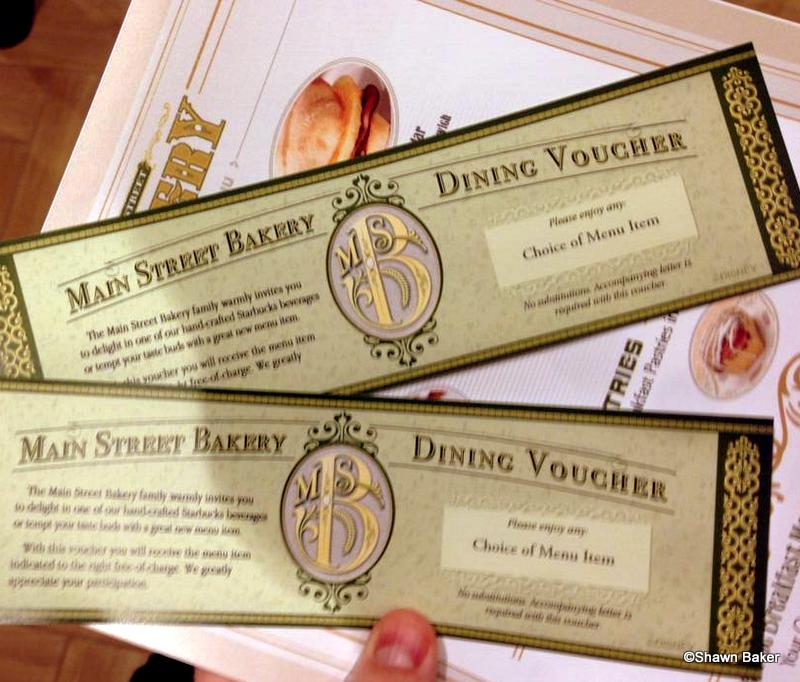 STREET
ERY
MAIN STREET BAKERY
The Main Street Bakery family warmly invites you
to delight in one of our hand-crafted Starbucks beverages
or tempt your taste buds with a great new menu item.
this voucher you will receive the menu item
free-of-charge. We greatly
MSB
DINING VOUCHER
Please enjoy any:
Choice of Menu Item
No substitutions. Accompanying letter is
required with this voucher.
©DISNEY
TRIES
Pastries
MAIN STREET BAKERY
The Main Street Bakery family warmly invites you
to delight in one of our hand-crafted Starbucks beverages
or tempt your taste buds with a great new menu item.
With this voucher you will receive the menu item
indicated to the right free-of-charge. We greatly
appreciate your participation.
MSB
DINING VOUCHER
Please enjoy any:
Choice of Menu Item
No substitutions. Accompanying letter is
required with this voucher.
Breakfast
©Shawn Baker